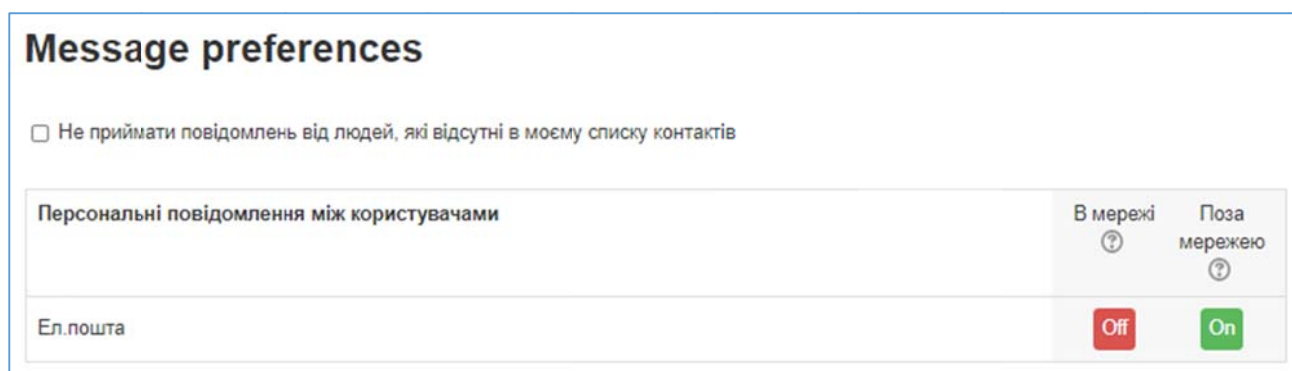 Message preferences
Не приймати повідомлень від людей, які відсутні в моєму списку контактів
Персональні повідомлення між користувачами
В мережі
Поза мережею
Ел.пошта
Off
On